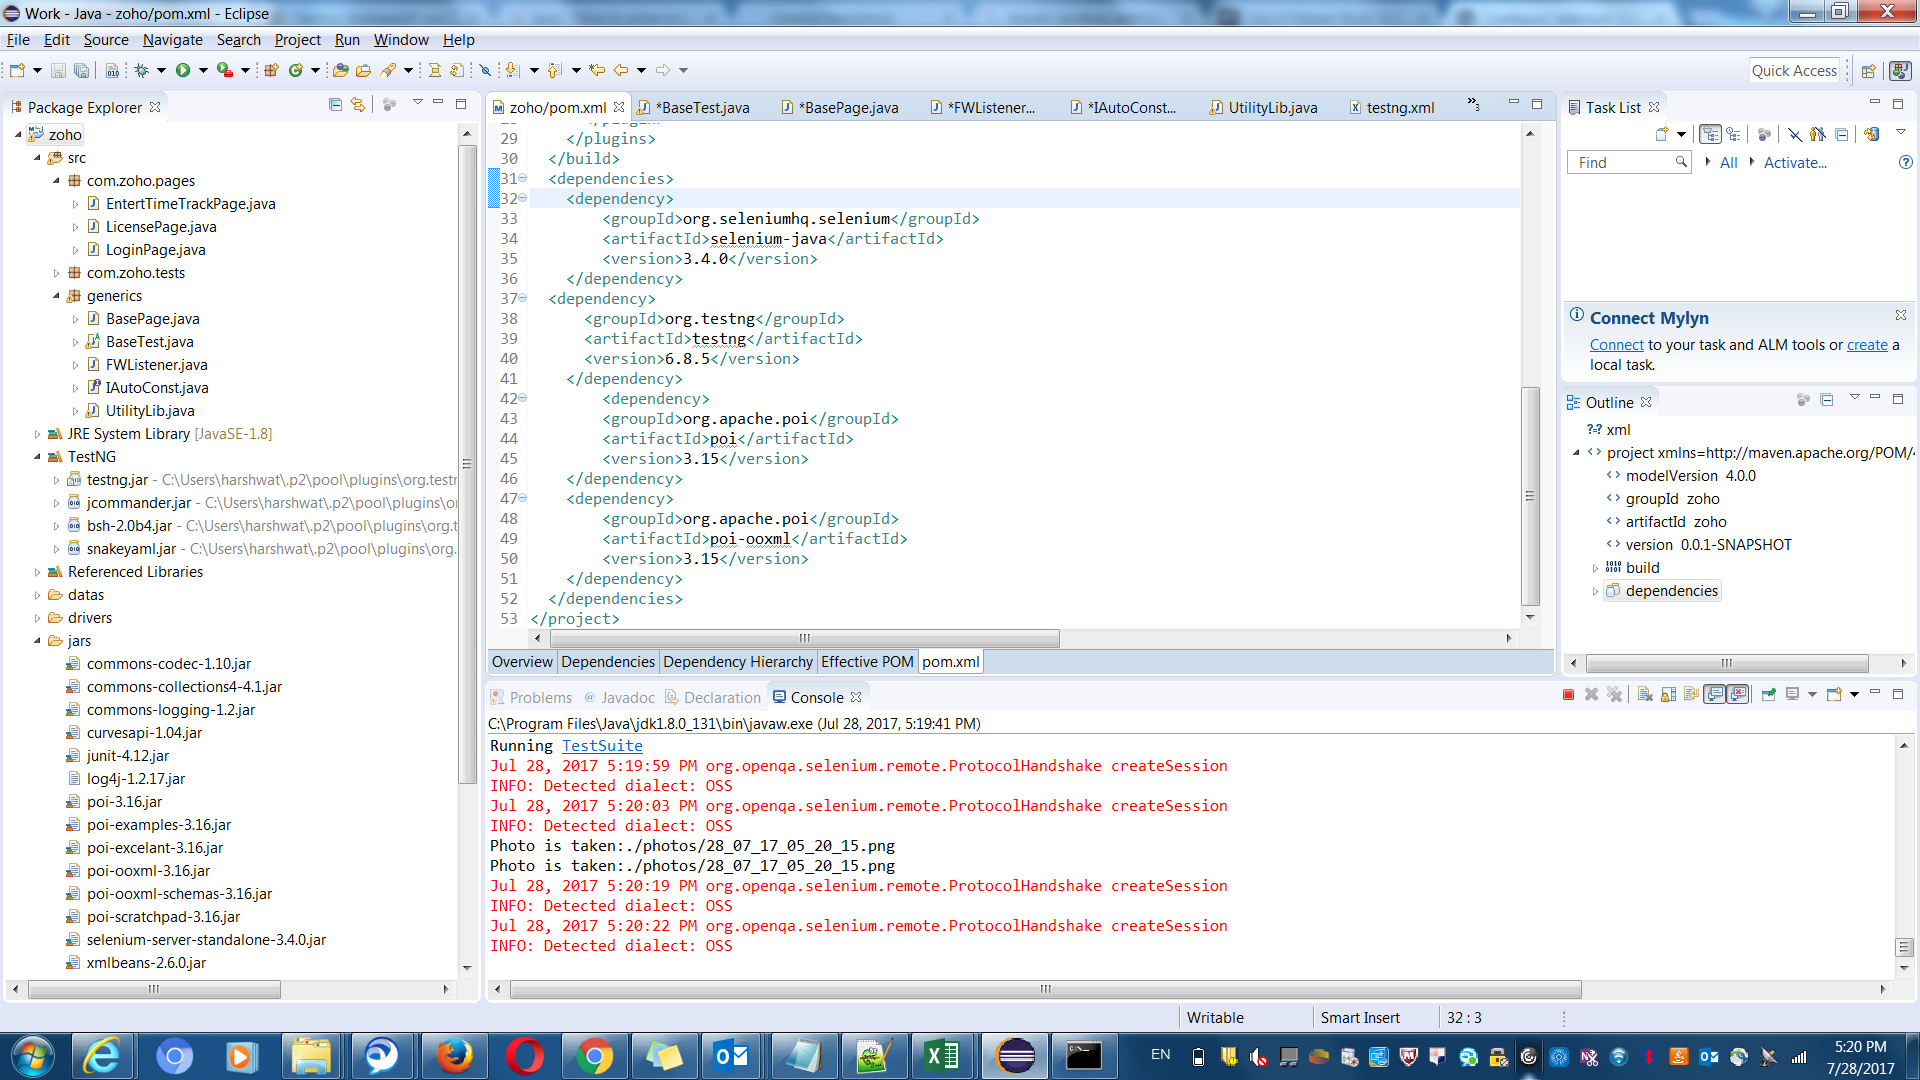 Work - Java - zoho/pom.xml - Eclipse
File Edit Source Navigate Search Project Run Window Help
Quick Access
Package Explorer
zoho
src
com.zoho.pages
EntertTimeTrackPage.java
LicensePage.java
LoginPage.java
com.zoho.tests
generics
BasePage.java
BaseTest.java
FWListener.java
IAutoConst.java
UtilityLib.java
JRE System Library [JavaSE-1.8]
TestNG
testng.jar - C:\Users\harshwat\.p2\pool\plugins\org.testr
jcommander.jar - C:\Users\harshwat\.p2\pool\plugins\o
bsh-2.0b4.jar - C:\Users\harshwat\.p2\pool\plugins\org.t
snakeyaml.jar - C:\Users\harshwat\.p2\pool\plugins\org.
Referenced Libraries
datas
drivers
jars
commons-codec-1.10.jar
commons-collections4-4.1.jar
commons-logging-1.2.jar
curvesapi-1.04.jar
junit-4.12.jar
log4j-1.2.17.jar
poi-3.16.jar
poi-examples-3.16.jar
poi-excelant-3.16.jar
poi-ooxml-3.16.jar
poi-ooxml-schemas-3.16.jar
poi-scratchpad-3.16.jar
selenium-server-standalone-3.4.0.jar
xmlbeans-2.6.0.jar
zoho/pom.xml *BaseTest.java *BasePage.java *FWListener... *IAutoConst... UtilityLib.java testng.xml »3
29 </plugins>
30 </build>
31 <dependencies>
32 <dependency>
33 <groupId>org.seleniumhq.selenium</groupId>
34 <artifactId>selenium-java</artifactId>
35 <version>3.4.0</version>
36 </dependency>
37 <dependency>
38 <groupId>org.testng</groupId>
39 <artifactId>testng</artifactId>
40 <version>6.8.5</version>
41 </dependency>
42 <dependency>
43 <groupId>org.apache.poi</groupId>
44 <artifactId>poi</artifactId>
45 <version>3.15</version>
46 </dependency>
47 <dependency>
48 <groupId>org.apache.poi</groupId>
49 <artifactId>poi-ooxml</artifactId>
50 <version>3.15</version>
51 </dependency>
52 </dependencies>
53 </project>
Overview Dependencies Dependency Hierarchy Effective POM pom.xml
Problems Javadoc Declaration Console
C:\Program Files\Java\jdk1.8.0_131\bin\javaw.exe (Jul 28, 2017, 5:19:41 PM)
Running TestSuite
Jul 28, 2017 5:19:59 PM org.openqa.selenium.remote.ProtocolHandshake createSession
INFO: Detected dialect: OSS
Jul 28, 2017 5:20:03 PM org.openqa.selenium.remote.ProtocolHandshake createSession
INFO: Detected dialect: OSS
Photo is taken:./photos/28_07_17_05_20_15.png
Photo is taken:./photos/28_07_17_05_20_15.png
Jul 28, 2017 5:20:19 PM org.openqa.selenium.remote.ProtocolHandshake createSession
INFO: Detected dialect: OSS
Jul 28, 2017 5:20:22 PM org.openqa.selenium.remote.ProtocolHandshake createSession
INFO: Detected dialect: OSS
Task List
Find All Activate...
Connect Mylyn
Connect to your task and ALM tools or create a
local task.
Outline
xml
project xmlns=http://maven.apache.org/POM/
modelVersion 4.0.0
groupId zoho
artifactId zoho
version 0.0.1-SNAPSHOT
build
dependencies
Writable Smart Insert 32 : 3
EN
5:20 PM
7/28/2017